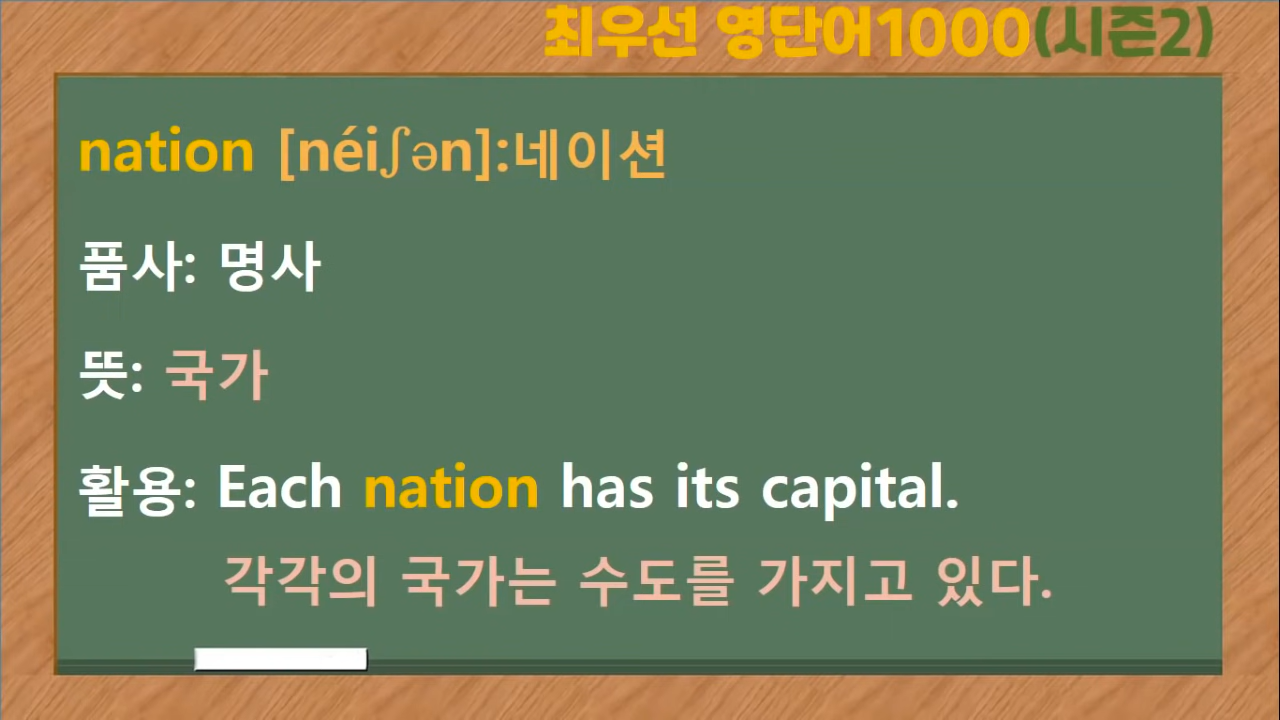 최우선 영단어1000(시즌2)
nation [néiʃən]:네이션
품사: 명사
뜻: 국가
활용: Each nation has its capital.
각각의 국가는 수도를 가지고 있다.